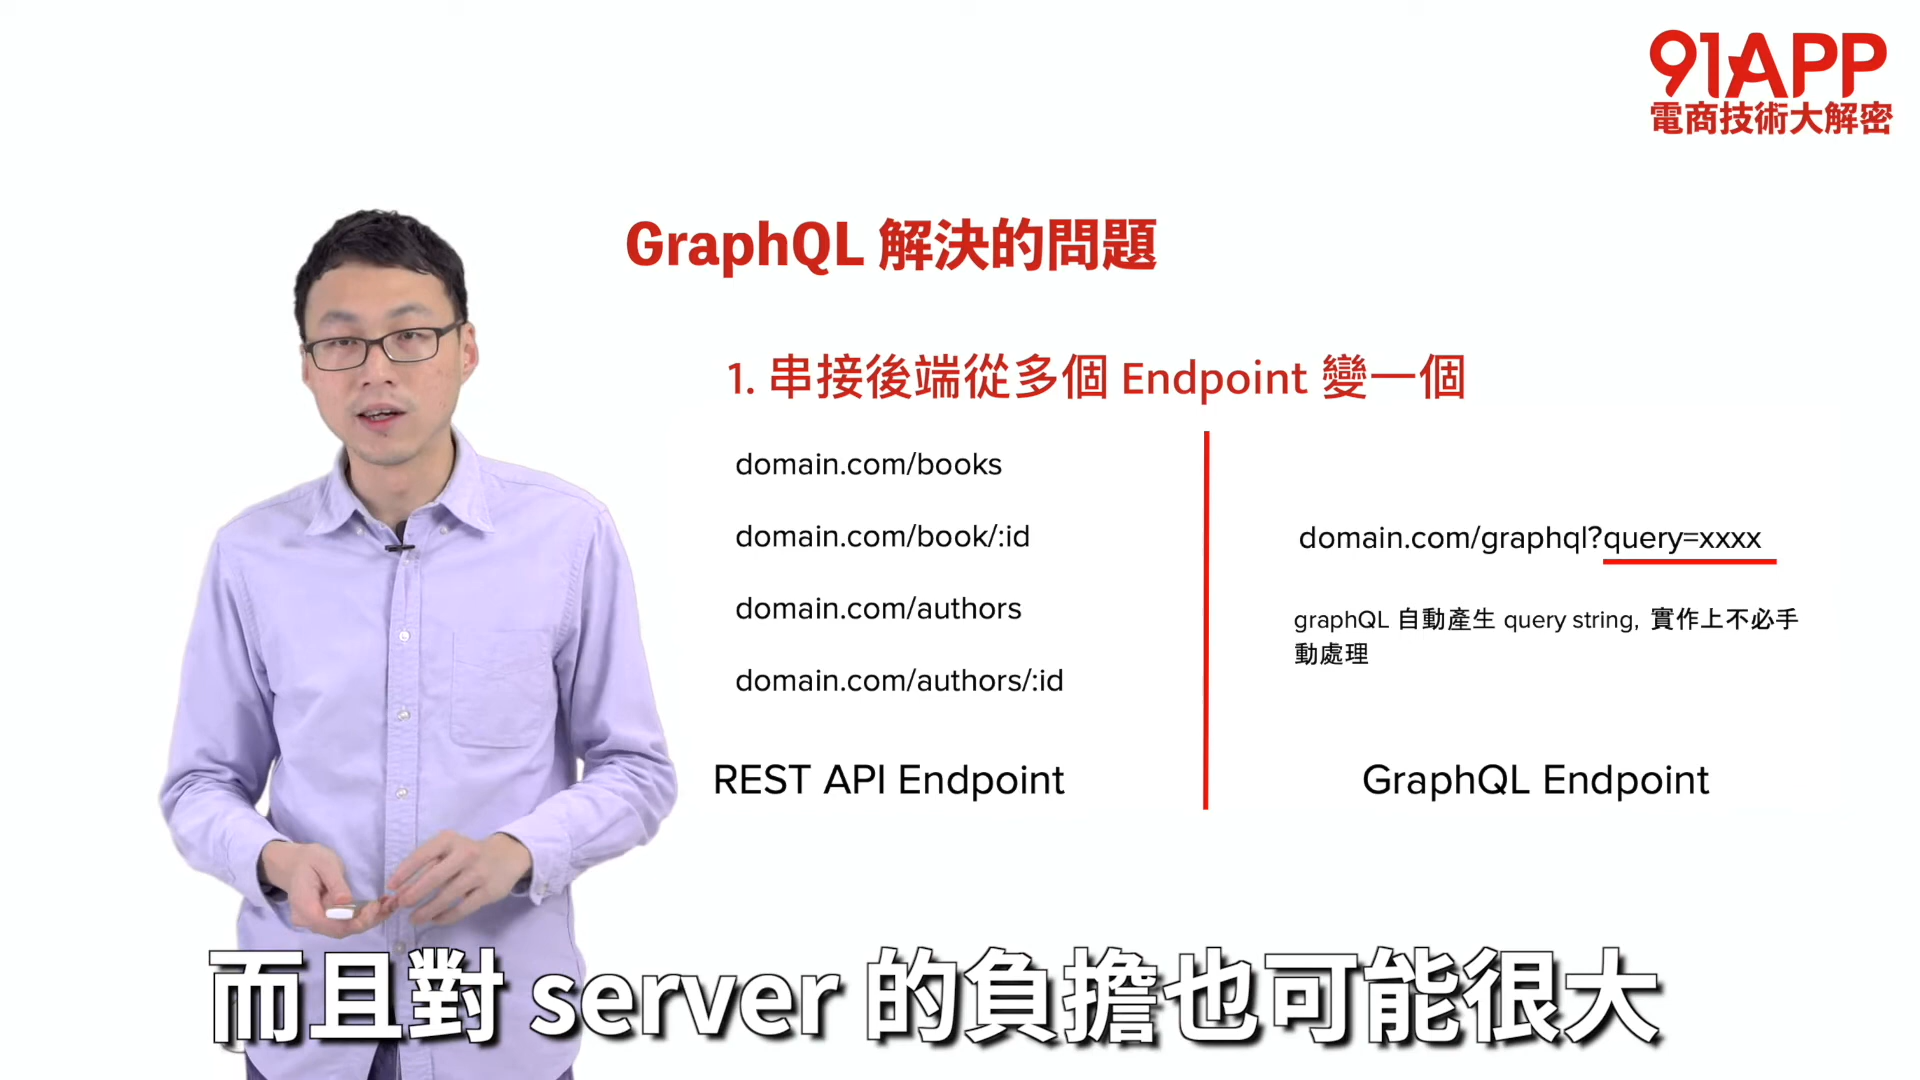 91APP
電商技術大解密
GraphQL 解決的問題
1. 串接後端從多個 Endpoint 變一個
domain.com/books
domain.com/book/:id
domain.com/authors
domain.com/authors/:id
REST API Endpoint
domain.com/graphql?query=xxxx
graphQL 自動產生 query string, 實作上不必手
動處理
GraphQL Endpoint
而且對 server 的負擔也可能很大